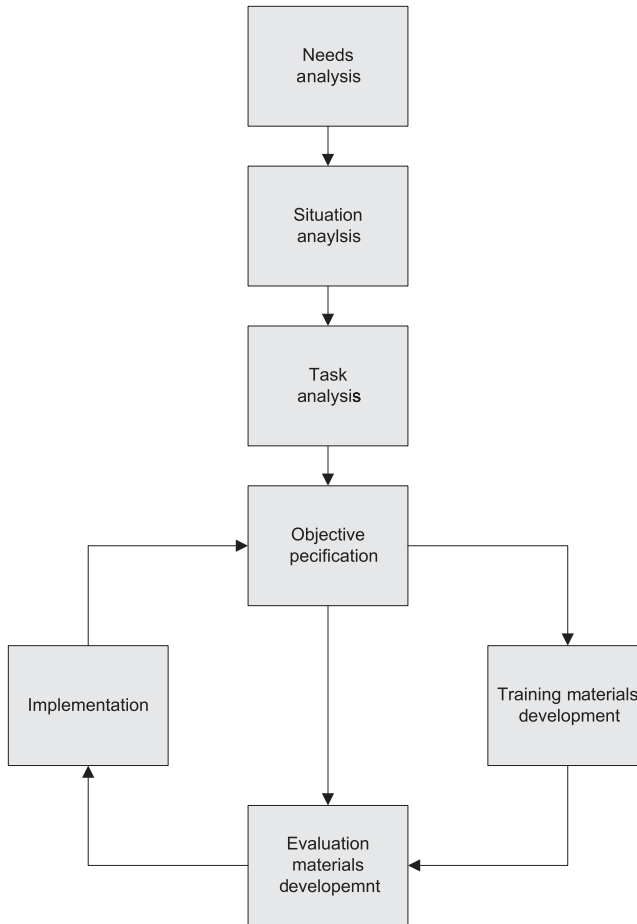 Needs
analysis
Situation
anaylsis
Task
analysis
Objective
pecification
Implementation
Training materials
development
Evaluation
materials
developemnt